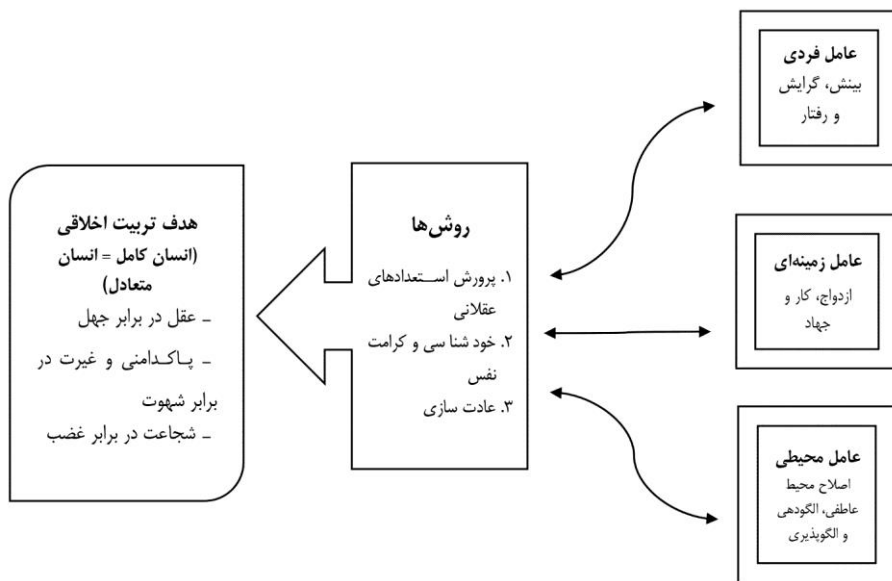 عامل فردی
بینش، گرایش
و رفتار
عامل زمینه‌ای
ازدواج، کار و
جهاد
عامل محیطی
اصلاح محیط
عاطفی، الگودهی
و الگوپذیری
روش‌ها
۱. پرورش استعدادهای
عقلانی
۲. خود شنا سی و کرامت
نفس
۳. عادت سازی
هدف تربیت اخلاقی
(انسان کامل = انسان
متعادل)
- عقل در برابر جهل
- پاکدامنی و غیرت در
برابر شهوت
- شجاعت در برابر غضب